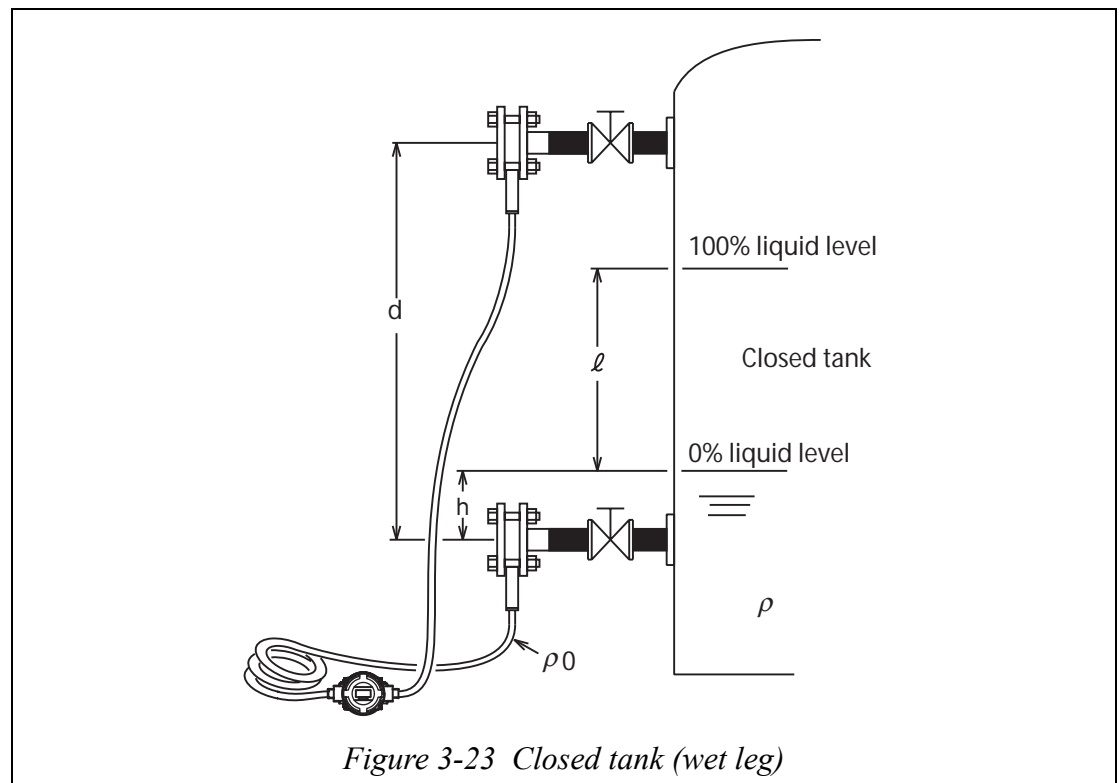 100% liquid level
d
ℓ
Closed tank
0% liquid level
h
ρ
ρ0
Figure 3-23 Closed tank (wet leg)